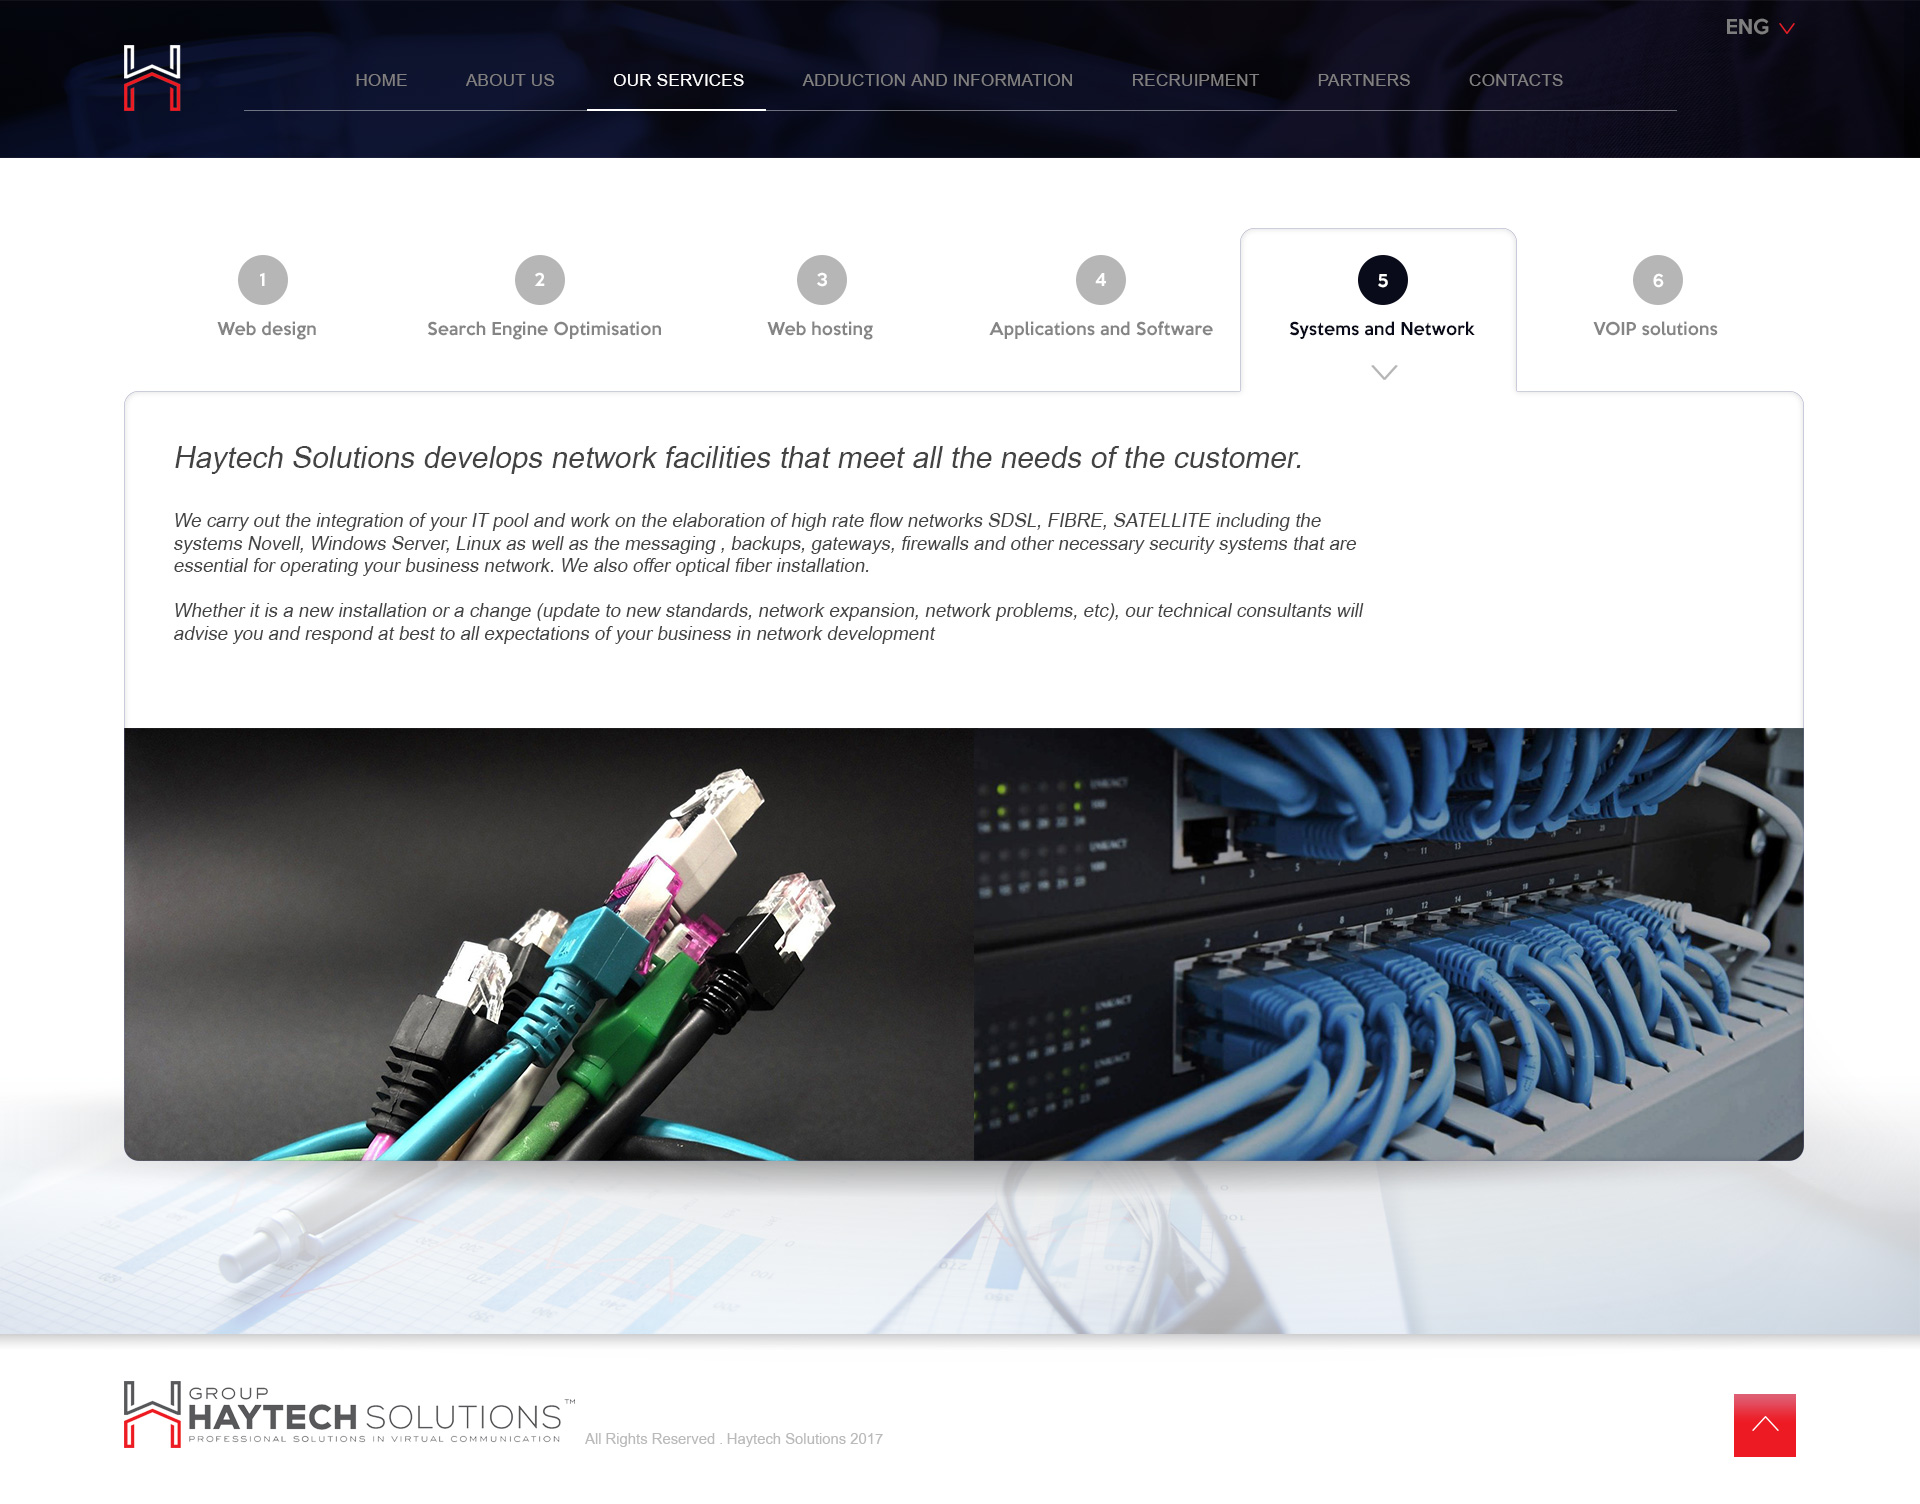 ENG
HOME ABOUT US OUR SERVICES ADDUCTION AND INFORMATION RECRUIPMENT PARTNERS CONTACTS
1 2 3 4 5 6
Web design Search Engine Optimisation Web hosting Applications and Software Systems and Network VOIP solutions
Haytech Solutions develops network facilities that meet all the needs of the customer.
We carry out the integration of your IT pool and work on the elaboration of high rate flow networks SDSL, FIBRE, SATELLITE including the
systems Novell, Windows Server, Linux as well as the messaging , backups, gateways, firewalls and other necessary security systems that are
essential for operating your business network. We also offer optical fiber installation.
Whether it is a new installation or a change (update to new standards, network expansion, network problems, etc), our technical consultants will
advise you and respond at best to all expectations of your business in network development
GROUP
HAYTECH SOLUTIONS ™
PROFESSIONAL SOLUTIONS IN VIRTUAL COMMUNICATION
All Rights Reserved . Haytech Solutions 2017